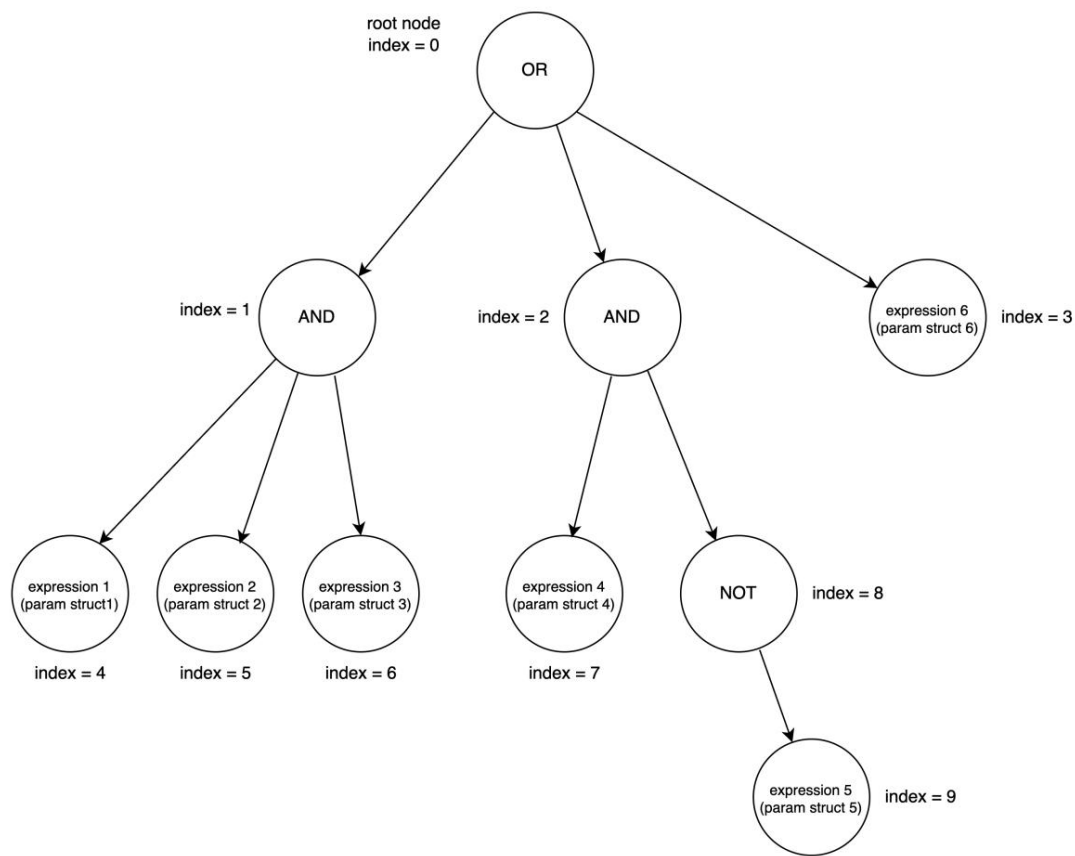 root node
index = 0
OR
index = 1
AND
index = 2
AND
expression 6
(param struct 6)
index = 3
expression 1
(param struct1)
index = 4
expression 2
(param struct 2)
index = 5
expression 3
(param struct 3)
index = 6
expression 4
(param struct 4)
index = 7
NOT
index = 8
expression 5
(param struct 5)
index = 9